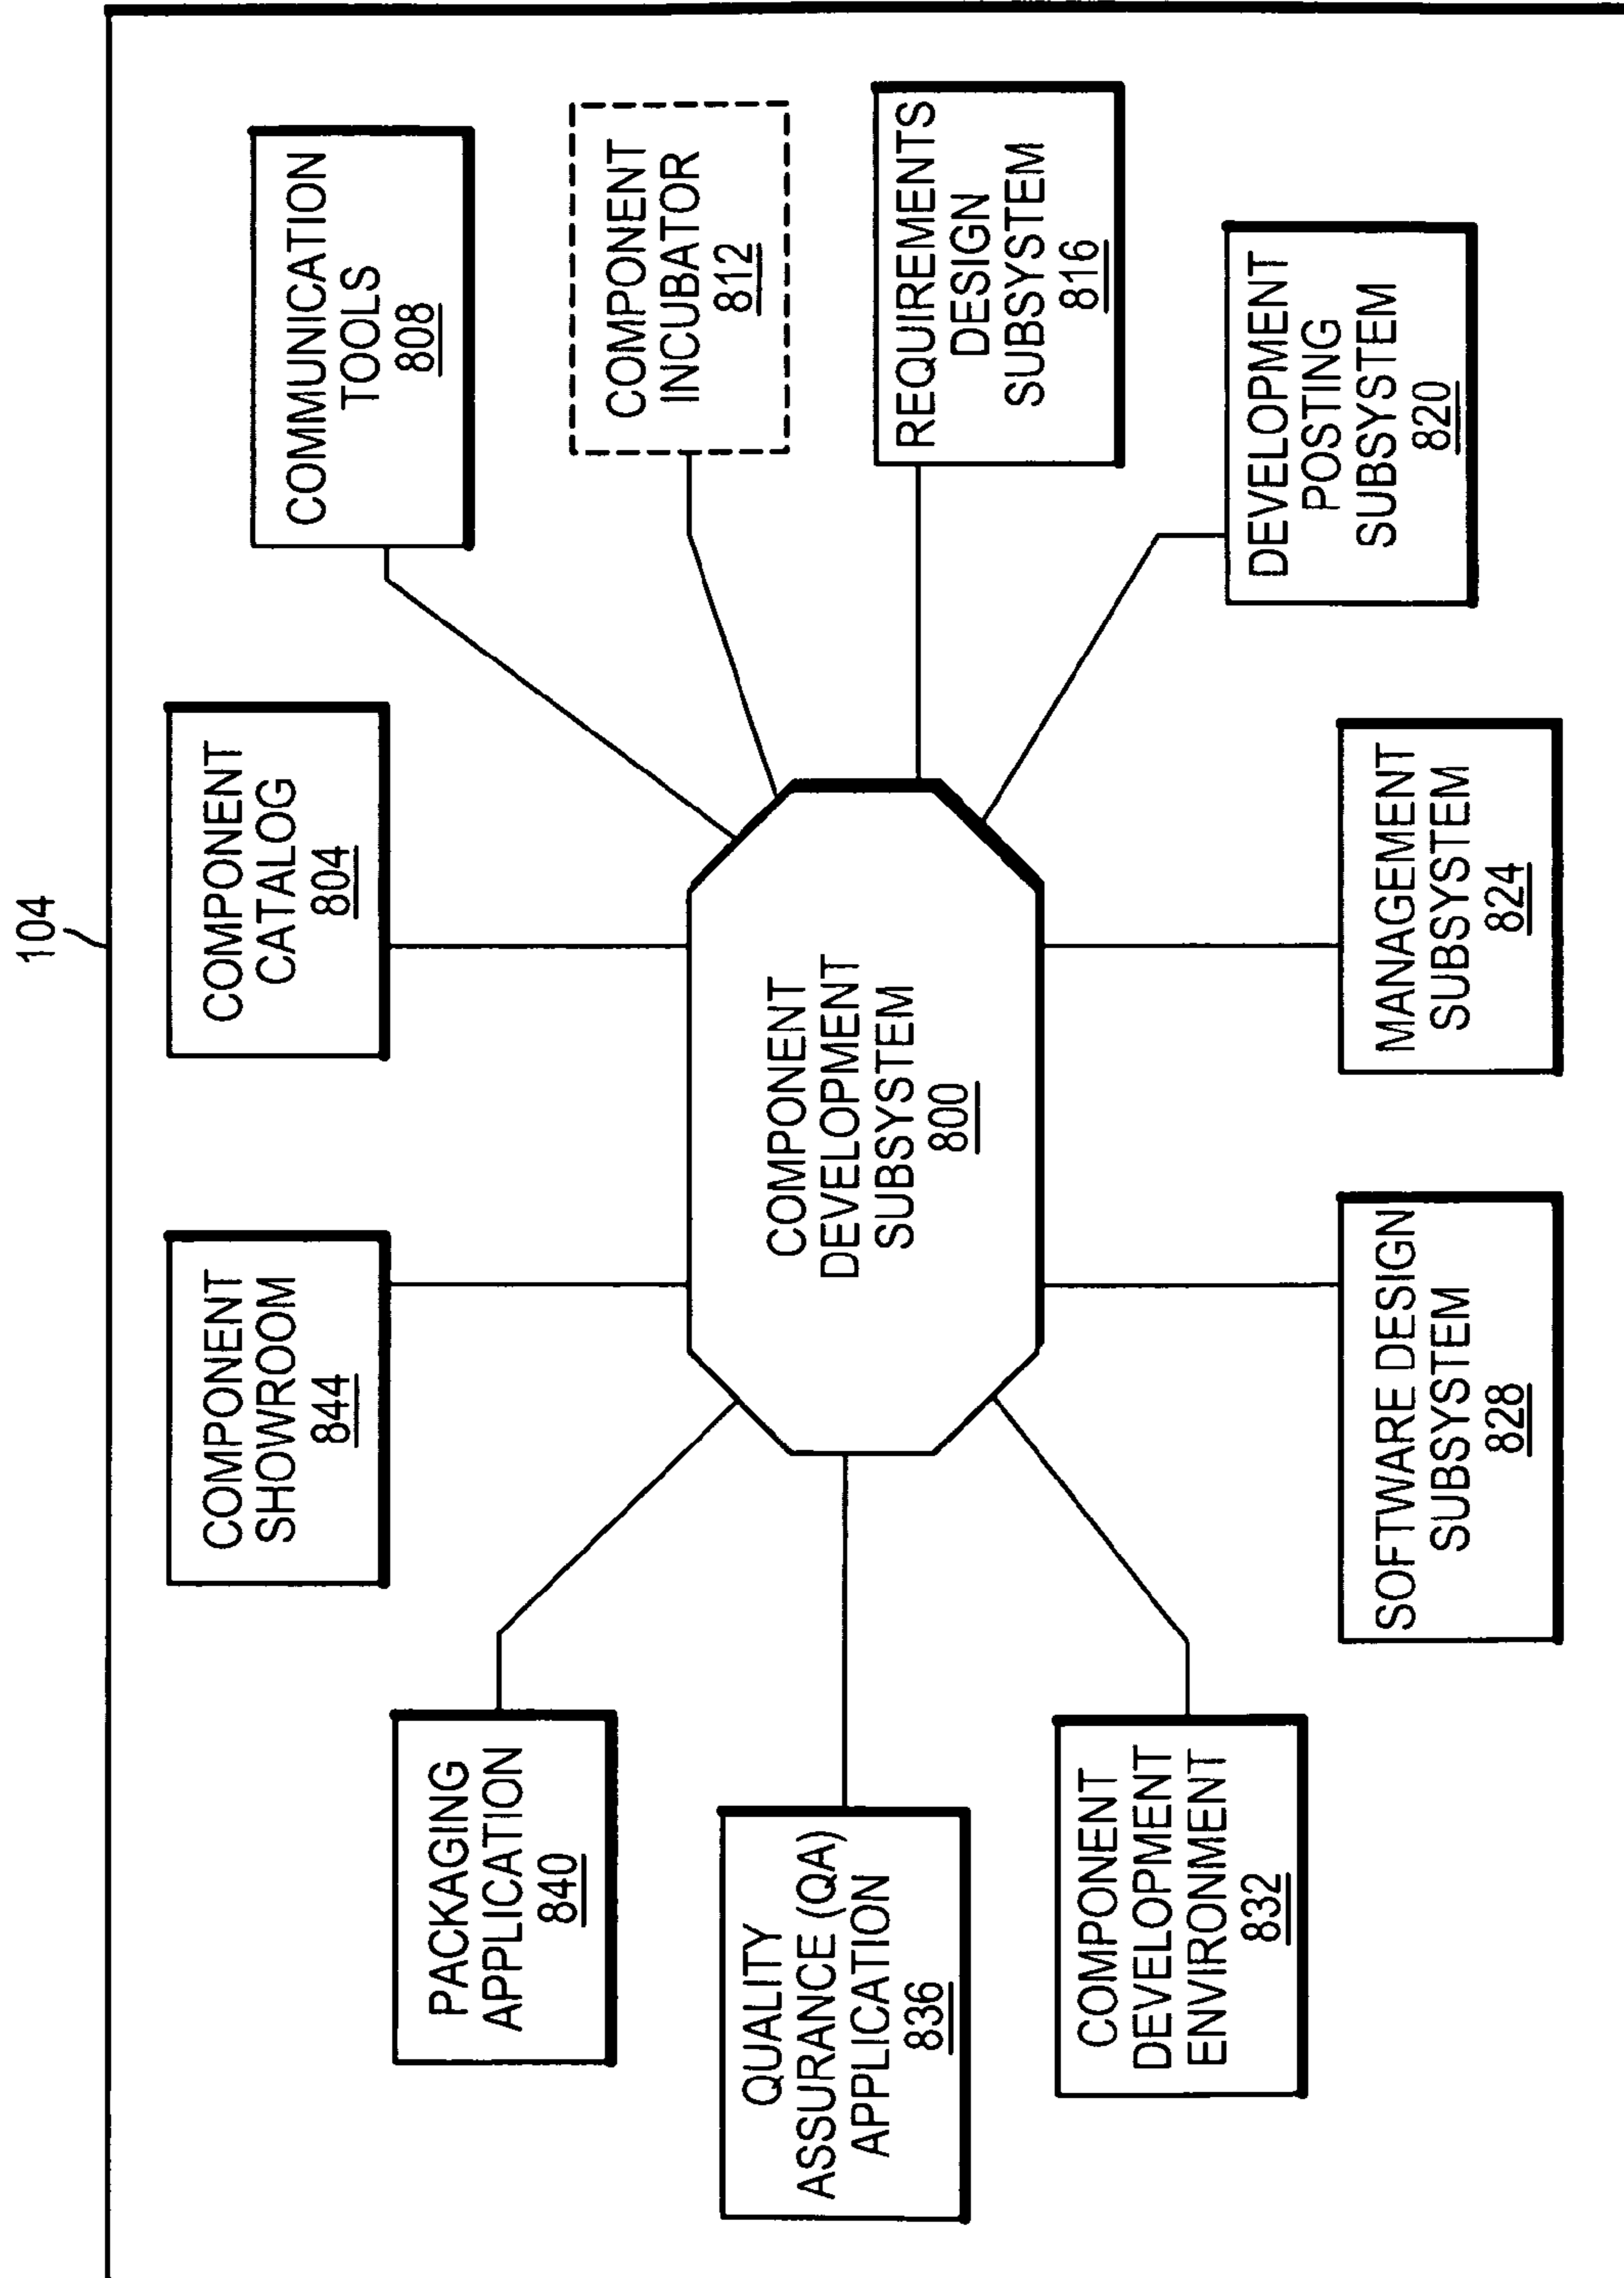 104
COMPONENT
SHOWROOM
844
COMPONENT
CATALOG
804
COMMUNICATION
TOOLS
808
PACKAGING
APPLICATION
840
COMPONENT
INCUBATOR
812
QUALITY
ASSURANCE (QA)
APPLICATION
836
COMPONENT
DEVELOPMENT
SUBSYSTEM
800
REQUIREMENTS
DESIGN
SUBSYSTEM
816
COMPONENT
DEVELOPMENT
ENVIRONMENT
832
DEVELOPMENT
POSTING
SUBSYSTEM
820
SOFTWARE DESIGN
SUBSYSTEM
828
MANAGEMENT
SUBSYSTEM
824